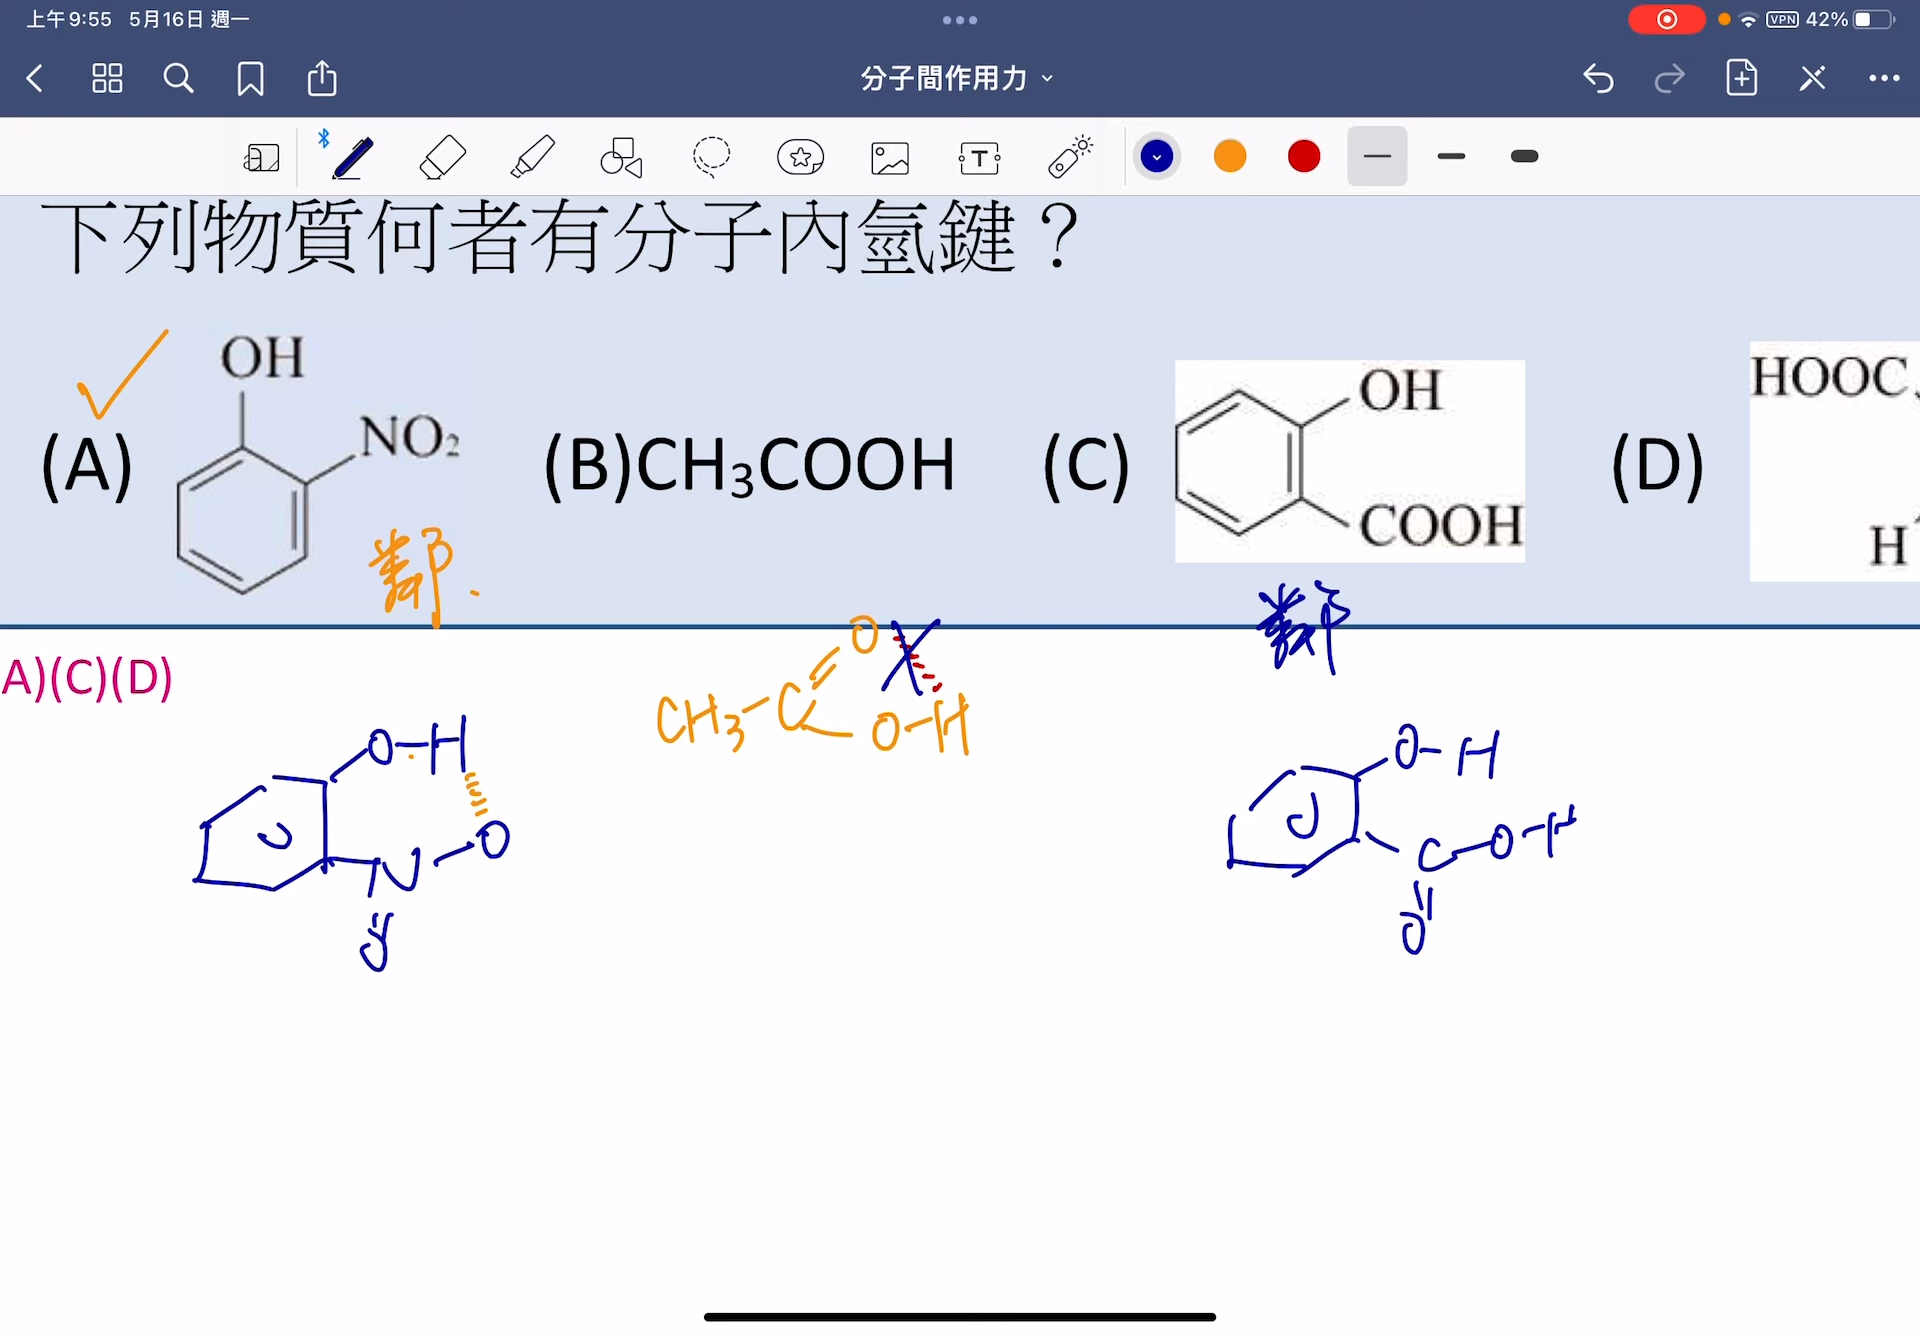 上午9:55 5月16日 週一
VPN 42%
分子間作用力
T
下列物質何者有分子內氫鍵？
(A) OH NO₂
(B)CH₃COOH
(C) OH COOH
(D) HOOC H
鄰.
鄰
A)(C)(D)
CH₃-C O O-H
O-H N O O
O-H C O-H O